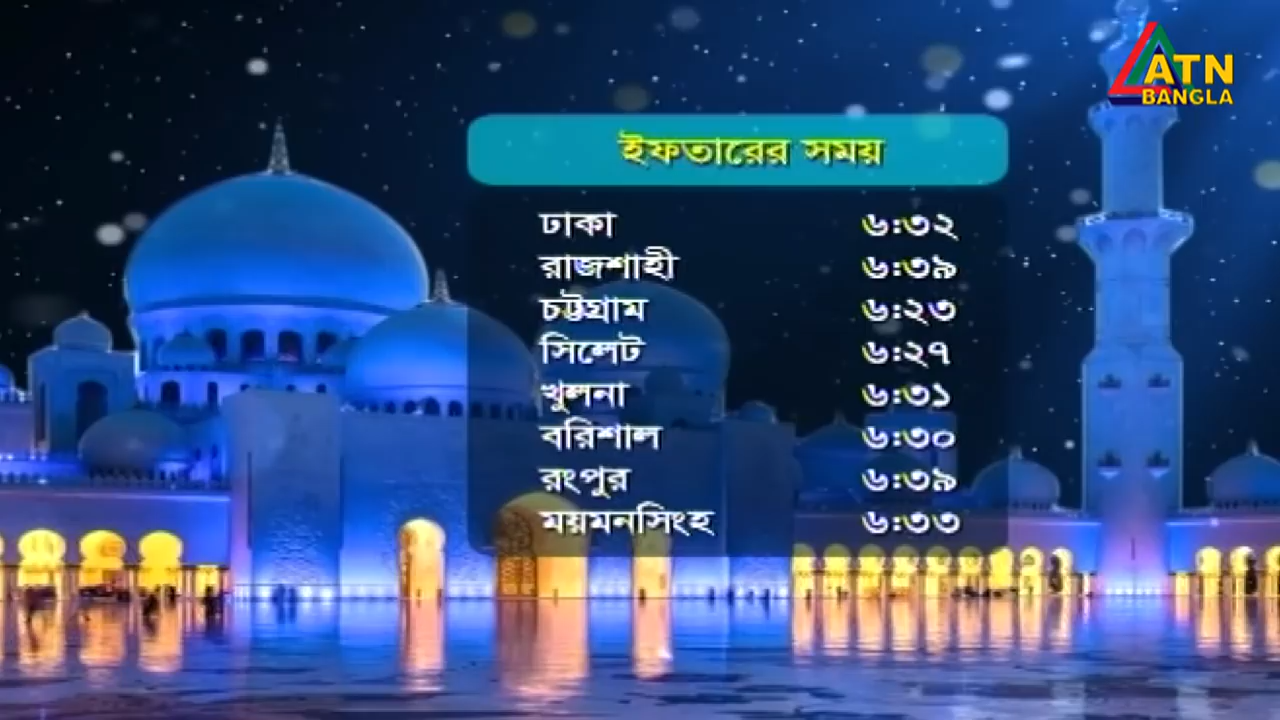 ATN
BANGLA
ইফতারের সময়
ঢাকা ৬:৩২
রাজশাহী ৬:৩৯
চট্টগ্রাম ৬:২৩
সিলেট ৬:২৭
খুলনা ৬:৩১
বরিশাল ৬:৩০
রংপুর ৬:৩৯
ময়মনসিংহ ৬:৩৩